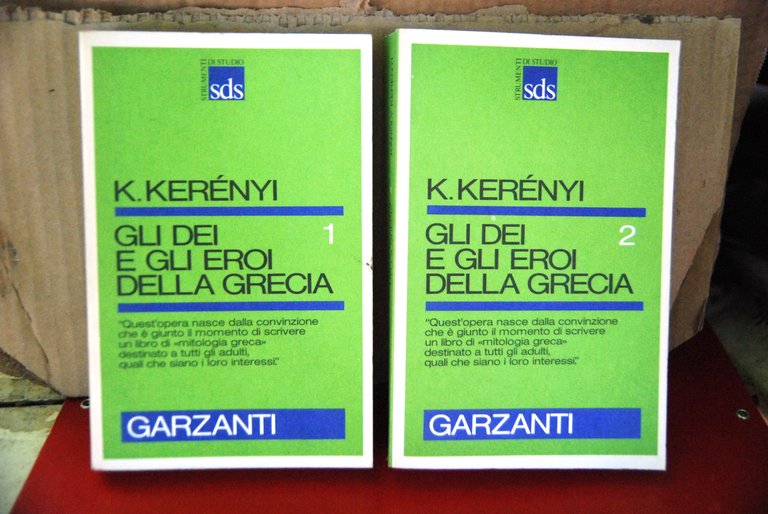 STRUMENTI
DI STUDIO
sds
K. KERÉNYI
GLI DEI 1
E GLI EROI
DELLA GRECIA
"Quest'opera nasce dalla convinzione
che è giunto il momento di scrivere
un libro di «mitologia greca»
destinato a tutti gli adulti,
quali che siano i loro interessi."
GARZANTI
STRUMENTI
DI STUDIO
sds
K. KERÉNYI
GLI DEI 2
E GLI EROI
DELLA GRECIA
"Quest'opera nasce dalla convinzione
che è giunto il momento di scrivere
un libro di «mitologia greca»
destinato a tutti gli adulti,
quali che siano i loro interessi."
GARZANTI